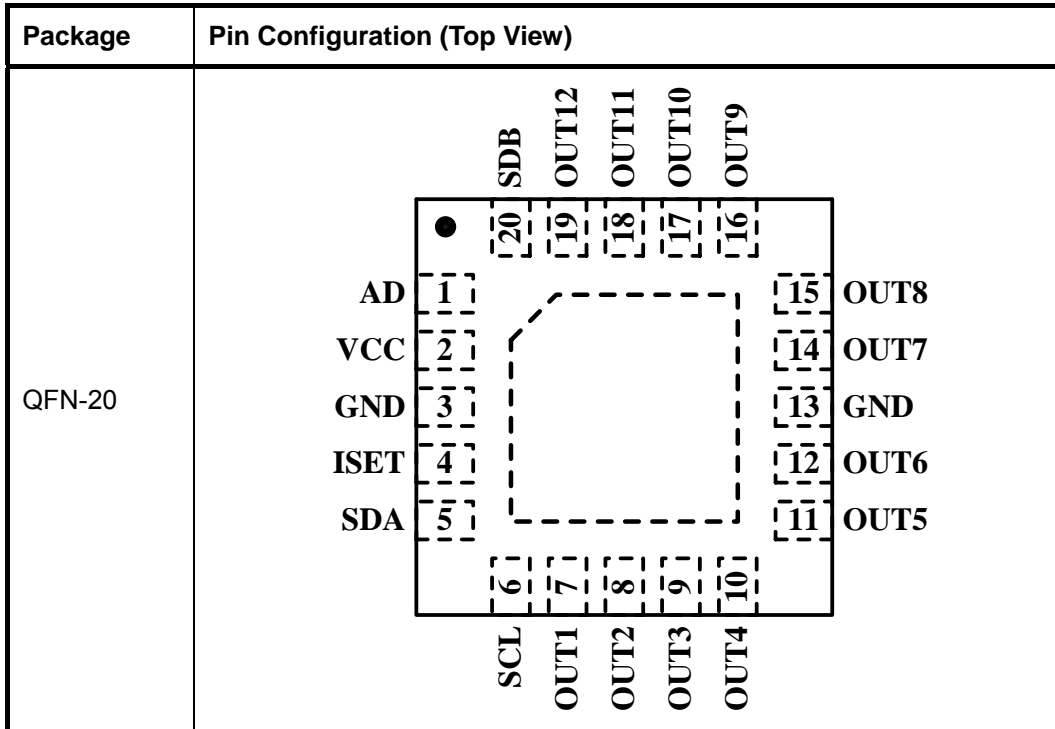 Package
Pin Configuration (Top View)
QFN-20
SDB
OUT12
OUT11
OUT10
OUT9
20
19
18
17
16
AD 1
VCC 2
GND 3
ISET 4
SDA 5
15 OUT8
14 OUT7
13 GND
12 OUT6
11 OUT5
6
7
8
9
10
SCL
OUT1
OUT2
OUT3
OUT4